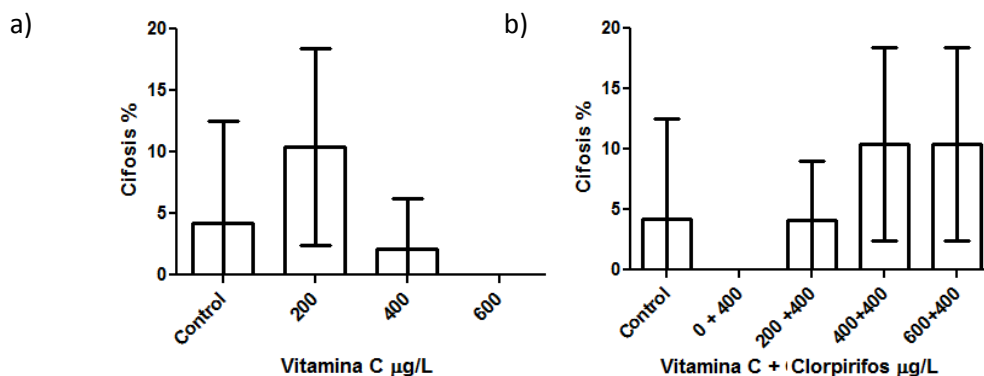 a)
20
15
10
5
0
Cifosis %
Control
200
400
600
Vitamina C µg/L
b)
20
15
10
5
0
Cifosis %
Control
0 + 400
200 +400
400+400
600+400
Vitamina C + Clorpirifos µg/L